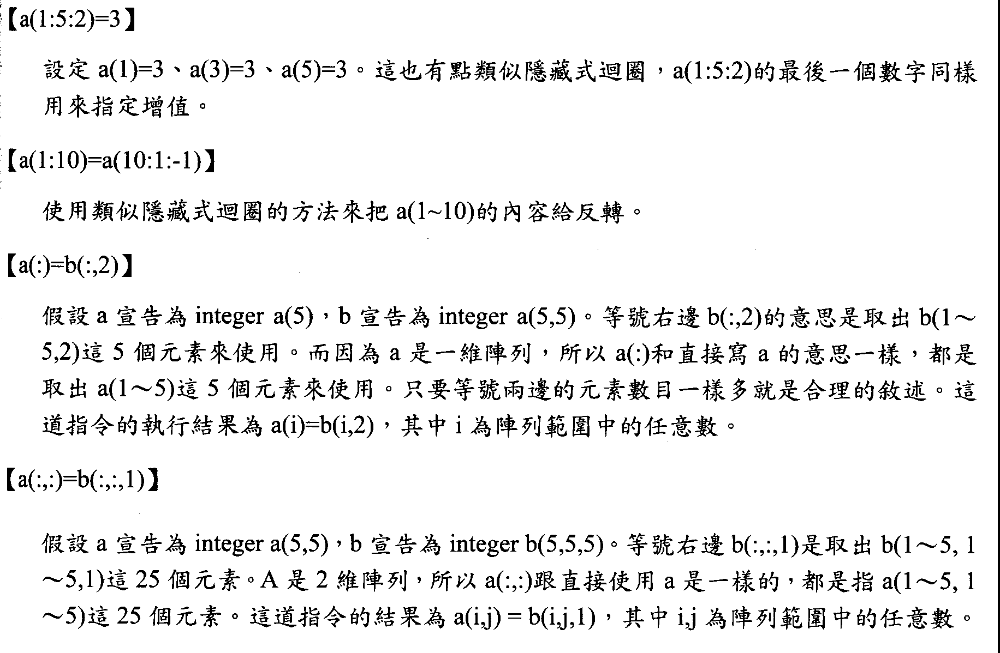 【a(1:5:2)=3】
設定 a(1)=3、a(3)=3、a(5)=3。這也有點類似隱藏式迴圈，a(1:5:2)的最後一個數字同樣
用來指定增值。
【a(1:10)=a(10:1:-1)】
使用類似隱藏式迴圈的方法來把 a(1~10)的內容給反轉。
【a(:)=b(:,2)】
假設 a 宣告為 integer a(5)，b 宣告為 integer a(5,5)。等號右邊 b(:,2)的意思是取出 b(1～
5,2)這 5 個元素來使用。而因為 a 是一維陣列，所以 a(:)和直接寫 a 的意思一樣，都是
取出 a(1～5)這 5 個元素來使用。只要等號兩邊的元素數目一樣多就是合理的敘述。這
道指令的執行結果為 a(i)=b(i,2)，其中 i 為陣列範圍中的任意數。
【a(:,:)=b(:,:,1)】
假設 a 宣告為 integer a(5,5)，b 宣告為 integer b(5,5,5)。等號右邊 b(:,:,1)是取出 b(1～5, 1
～5,1)這 25 個元素。A 是 2 維陣列，所以 a(:,:)跟直接使用 a 是一樣的，都是指 a(1～5, 1
～5)這 25 個元素。這道指令的結果為 a(i,j) = b(i,j,1)，其中 i,j 為陣列範圍中的任意數。